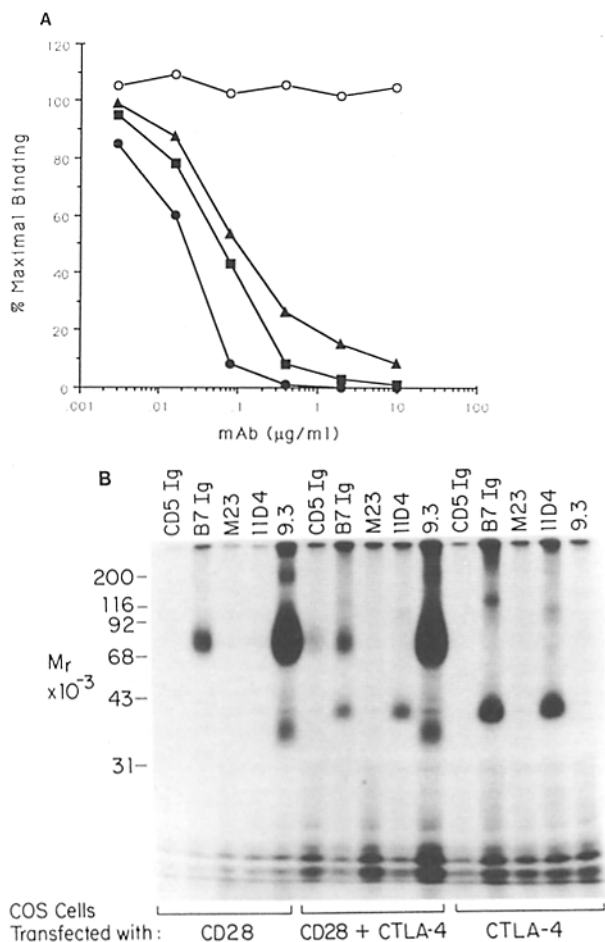 A
120
100
80
60
40
20
0
% Maximal Binding
.001 .01 .1 1 10 100
mAb (µg/ml)
B
CD5 Ig B7 Ig M23 11D4 9.3 CD5 Ig B7 Ig M23 11D4 9.3 CD5 Ig B7 Ig M23 11D4 9.3
200
116
92
68
43
31
Mr
x10-3
COS Cells
Transfected with: CD28 CD28 + CTLA-4 CTLA-4